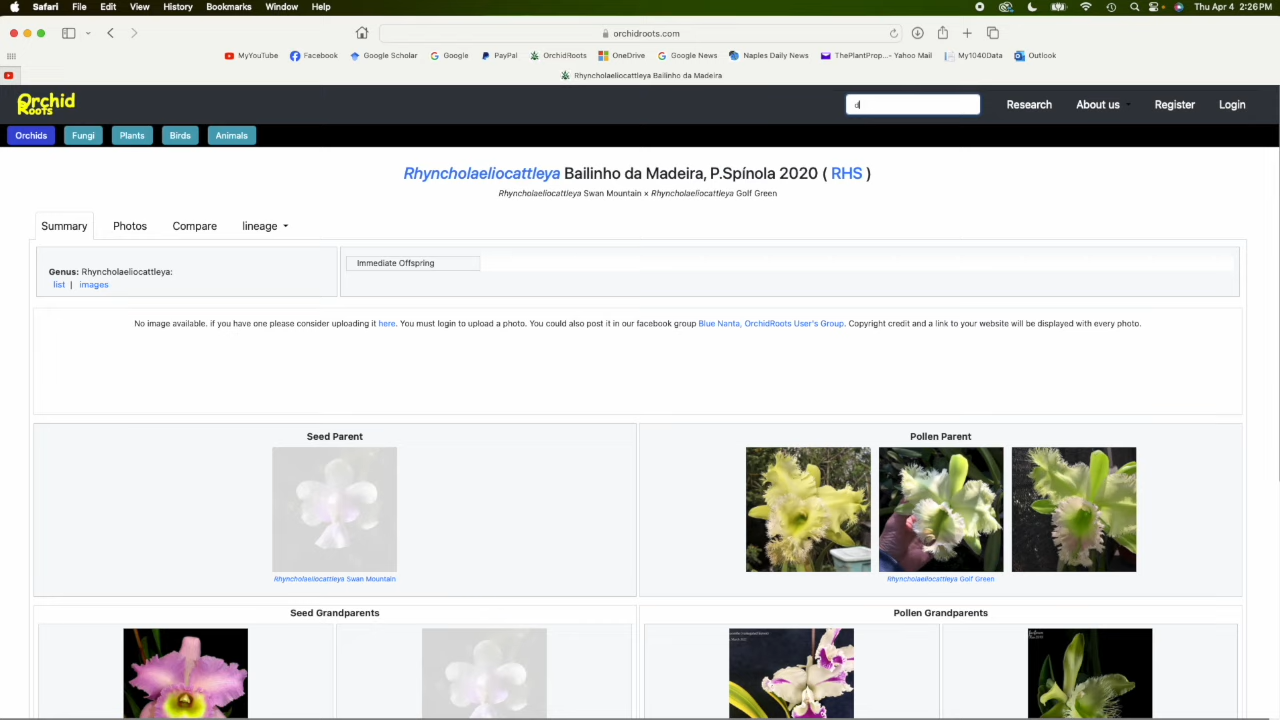 Safari File Edit View History Bookmarks Window Help Thu Apr 4 2:26 PM
orchidroots.com
MyYouTube Facebook Google Scholar Google PayPal OrchidRoots OneDrive Google News Naples Daily News ThePlantProp...- Yahoo Mail My1040Data Outlook
Rhyncholaeliocattleya Bailinho da Madeira
Orchid Roots d Research About us Register Login
Orchids Fungi Plants Birds Animals
Rhyncholaeliocattleya Bailinho da Madeira, P.Spínola 2020 ( RHS )
Rhyncholaeliocattleya Swan Mountain × Rhyncholaeliocattleya Golf Green
Summary Photos Compare lineage
Immediate Offspring
Genus: Rhyncholaeliocattleya:
list | images
No image available. if you have one please consider uploading it here. You must login to upload a photo. You could also post it in our facebook group Blue Nanta, OrchidRoots User's Group. Copyright credit and a link to your website will be displayed with every photo.
Seed Parent Pollen Parent
Rhyncholaeliocattleya Swan Mountain Rhyncholaeliocattleya Golf Green
Seed Grandparents Pollen Grandparents